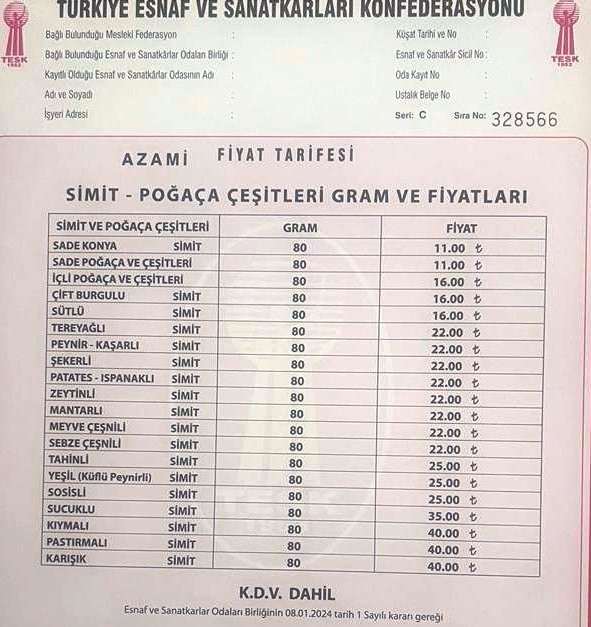 TÜRKİYE ESNAF VE SANATKARLARI KONFEDERASYONU
Bağlı Bulunduğu Mesleki Federasyon :
Küşat Tarihi ve No :
Bağlı Bulunduğu Esnaf ve Sanatkârlar Odaları Birliği :
Esnaf ve Sanatkâr Sicil No :
Kayıtlı Olduğu Esnaf ve Sanatkârlar Odasının Adı :
Oda Kayıt No :
Adı ve Soyadı :
Ustalık Belge No :
İşyeri Adresi :
Seri: C Sıra No: 328566
TESK
1952
TESK
1952
AZAMİ FİYAT TARİFESİ
SİMİT - POĞAÇA ÇEŞİTLERİ GRAM VE FİYATLARI
SİMİT VE POĞAÇA ÇEŞİTLERİ GRAM FİYAT
SADE KONYA SİMİT 80 11.00 ₺
SADE POĞAÇA VE ÇEŞİTLERİ 80 11.00 ₺
İÇLİ POĞAÇA VE ÇEŞİTLERİ 80 16.00 ₺
ÇİFT BURGULU SİMİT 80 16.00 ₺
SÜTLÜ SİMİT 80 16.00 ₺
TEREYAĞLI SİMİT 80 22.00 ₺
PEYNİR - KAŞARLI SİMİT 80 22.00 ₺
ŞEKERLİ SİMİT 80 22.00 ₺
PATATES - ISPANAKLI SİMİT 80 22.00 ₺
ZEYTİNLİ SİMİT 80 22.00 ₺
MANTARLI SİMİT 80 22.00 ₺
MEYVE ÇEŞNİLİ SİMİT 80 22.00 ₺
SEBZE ÇEŞNİLİ SİMİT 80 22.00 ₺
TAHİNLİ SİMİT 80 25.00 ₺
YEŞİL (Küflü Peynirli) SİMİT 80 25.00 ₺
SOSİSLİ SİMİT 80 25.00 ₺
SUCUKLU SİMİT 80 35.00 ₺
KIYMALI SİMİT 80 40.00 ₺
PASTIRMALI SİMİT 80 40.00 ₺
KARIŞIK SİMİT 80 40.00 ₺
TESK
K.D.V. DAHİL
Esnaf ve Sanatkarlar Odaları Birliğinin 08.01.2024 tarih 1 Sayılı kararı gereği